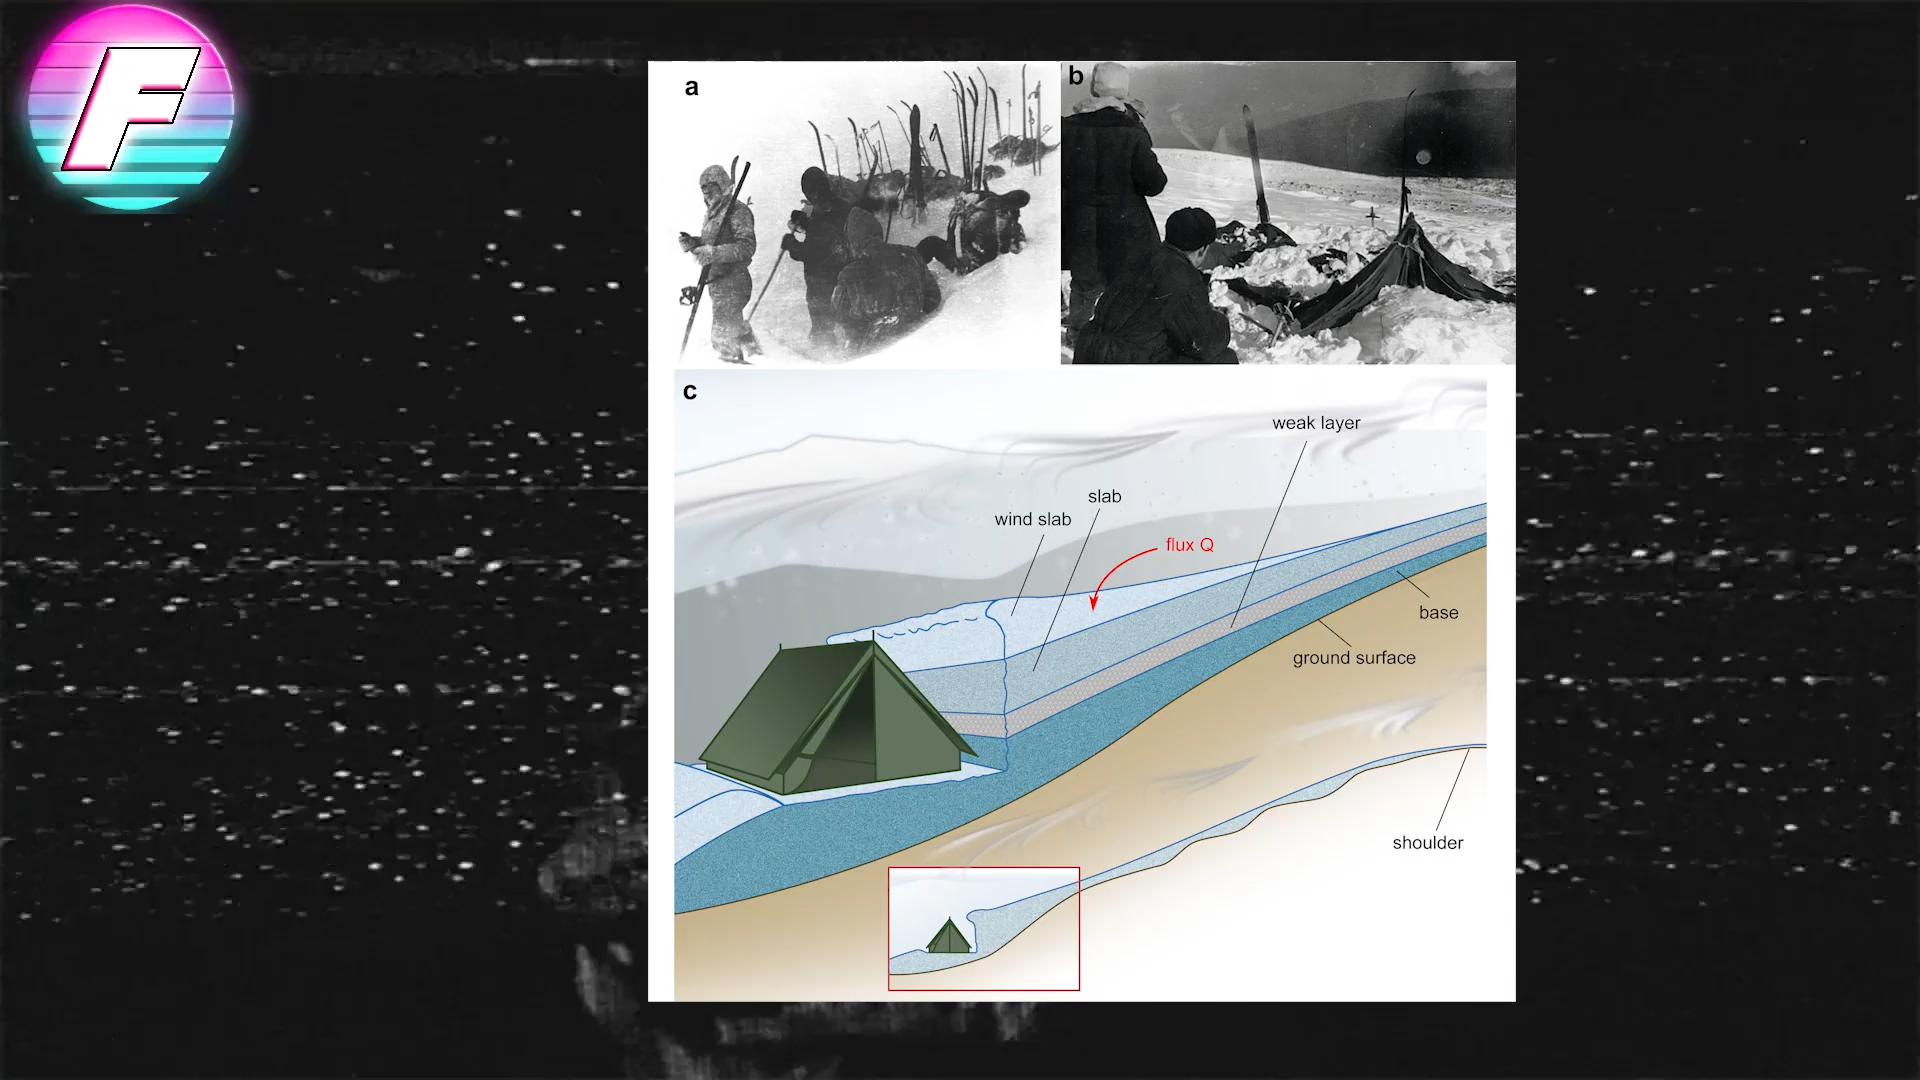 F
a
b
c
weak layer
slab
wind slab
flux Q
base
ground surface
shoulder